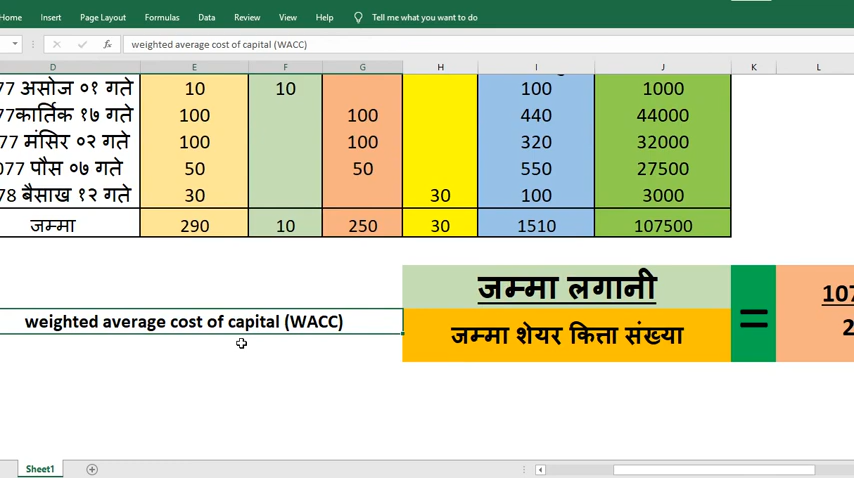 Home Insert Page Layout Formulas Data Review View Help Tell me what you want to do
fx weighted average cost of capital (WACC)
D E F G H I J K L
77 असोज ०१ गते 10 10 100 1000
77कार्तिक १७ गते 100 100 440 44000
77 मंसिर ०२ गते 100 100 320 32000
077 पौस ०७ गते 50 50 550 27500
78 बैसाख १२ गते 30 30 100 3000
जम्मा 290 10 250 30 1510 107500
जम्मा लगानी
weighted average cost of capital (WACC)
जम्मा शेयर कित्ता संख्या
=
107
2
Sheet1